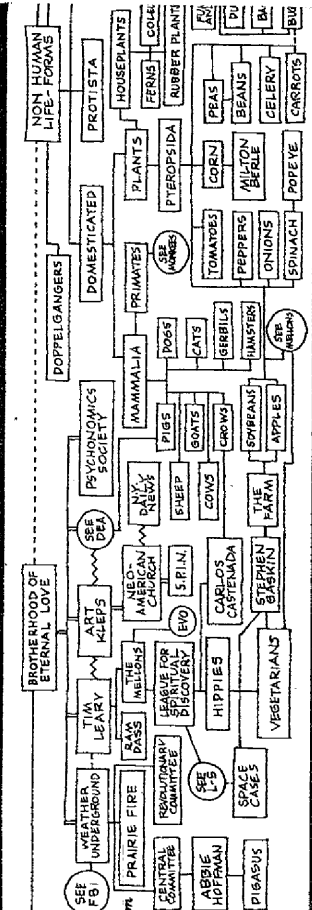 BROTHERHOOD OF
ETERNAL LOVE
NON HUMAN
LIFE-FORMS
DOPPELGANGERS
SEE
FBI
WEATHER
UNDERGROUND
TIM
LEARY
ART
KLEPS
SEE
DEA
PSYCHONOMICS
SOCIETY
DOMESTICATED
PROTISTA
PRAIRIE FIRE
RAM
DASS
THE
MELLONS
NEO-
AMERICAN
CHURCH
N.Y.
DAILY
NEWS
MAMMALIA
PRIMATES
PLANTS
HOUSEPLANTS
CENTRAL
COMMITTEE
REVOLUTIONARY
COMMITTEE
LEAGUE FOR
SPIRITUAL
DISCOVERY
EVO
S.P.I.N.
SHEEP
PIGS
DOGS
SEE
MONKEES
PTEROPSIDA
FERNS
RUBBER PLANT
ABBIE
HOFFMAN
SEE
L-5
HIPPIES
CARLOS
CASTENADA
COWS
GOATS
CROWS
CATS
GERBILS
HAMSTERS
TOMATOES
CORN
PEAS
PIGASUS
SPACE
CASES
STEPHEN
GASKIN
THE
FARM
SOYBEANS
APPLES
PEPPERS
MILTON
BERLE
BEANS
VEGETARIANS
SEE
MELLONS
ONIONS
CELERY
SPINACH
POPEYE
CARROTS